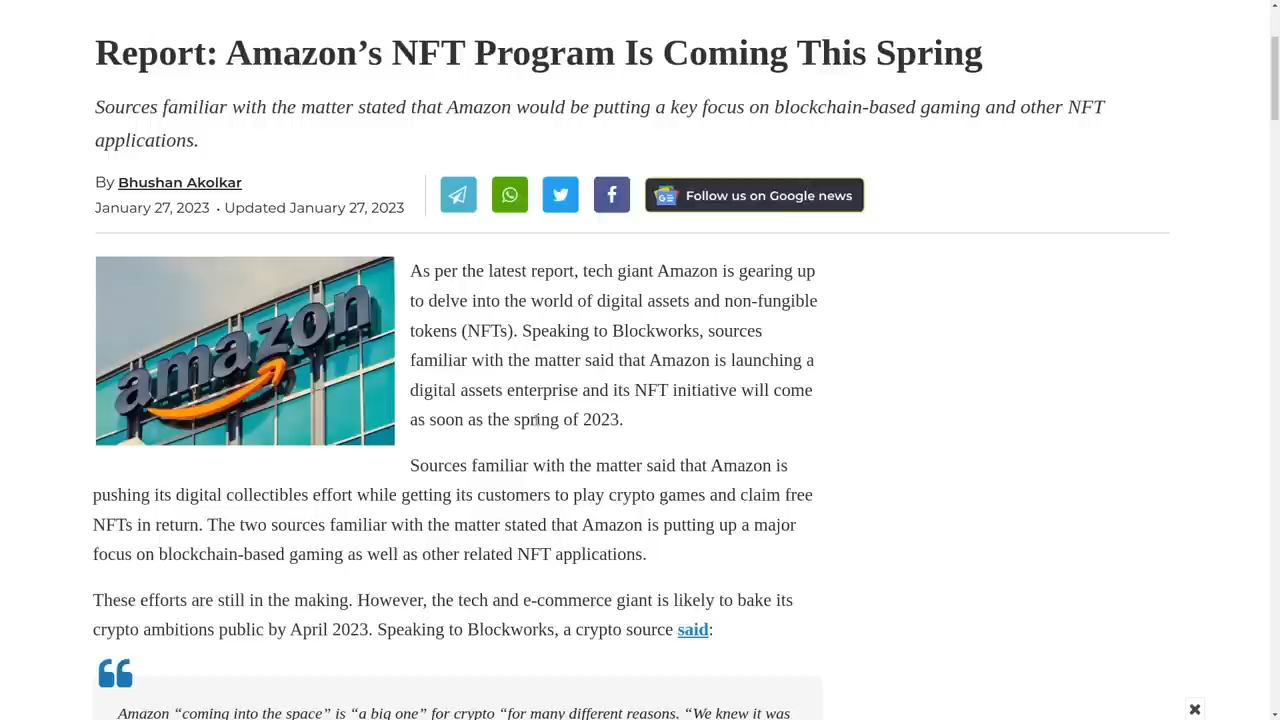 Report: Amazon’s NFT Program Is Coming This Spring
Sources familiar with the matter stated that Amazon would be putting a key focus on blockchain-based gaming and other NFT
applications.
By Bhushan Akolkar
January 27, 2023 • Updated January 27, 2023
Follow us on Google news
amazon
As per the latest report, tech giant Amazon is gearing up
to delve into the world of digital assets and non-fungible
tokens (NFTs). Speaking to Blockworks, sources
familiar with the matter said that Amazon is launching a
digital assets enterprise and its NFT initiative will come
as soon as the spring of 2023.
Sources familiar with the matter said that Amazon is
pushing its digital collectibles effort while getting its customers to play crypto games and claim free
NFTs in return. The two sources familiar with the matter stated that Amazon is putting up a major
focus on blockchain-based gaming as well as other related NFT applications.
These efforts are still in the making. However, the tech and e-commerce giant is likely to bake its
crypto ambitions public by April 2023. Speaking to Blockworks, a crypto source said:
Amazon “coming into the space” is “a big one” for crypto “for many different reasons. “We knew it was